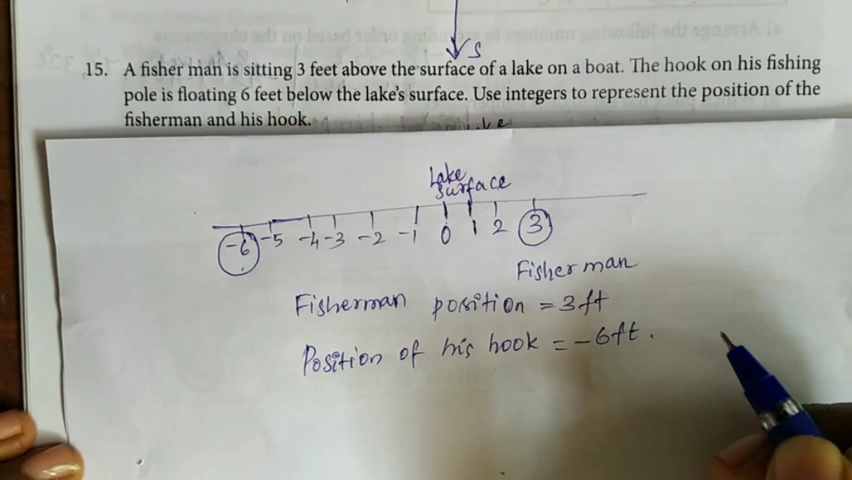 S
15. A fisher man is sitting 3 feet above the surface of a lake on a boat. The hook on his fishing
pole is floating 6 feet below the lake's surface. Use integers to represent the position of the
fisherman and his hook.
Lake
surface
-6 -5 -4 -3 -2 -1 0 1 2 3
Fisherman
Fisherman position = 3ft
Position of his hook = -6ft.